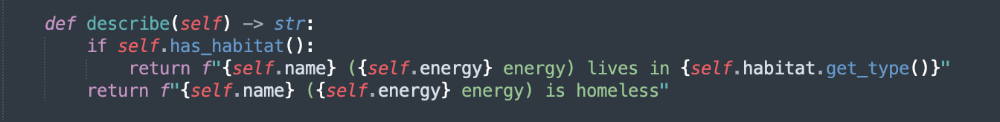 def describe(self) -> str:
    if self.has_habitat():
        return f"{self.name} ({self.energy} energy) lives in {self.habitat.get_type()}"
    return f"{self.name} ({self.energy} energy) is homeless"